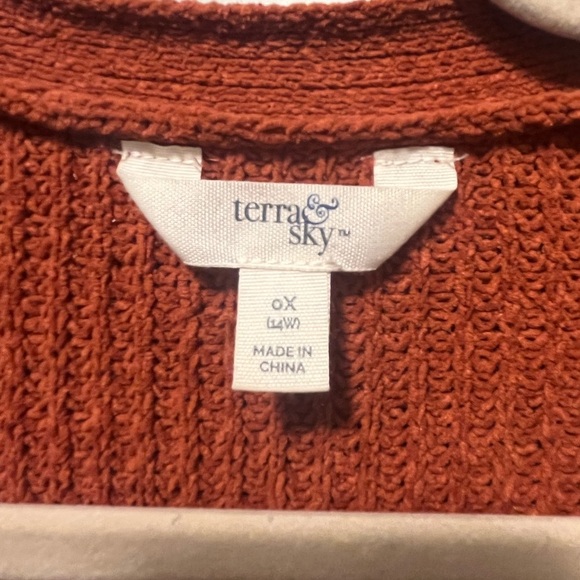 terra&
sky™
0X
(14W)
MADE IN
CHINA